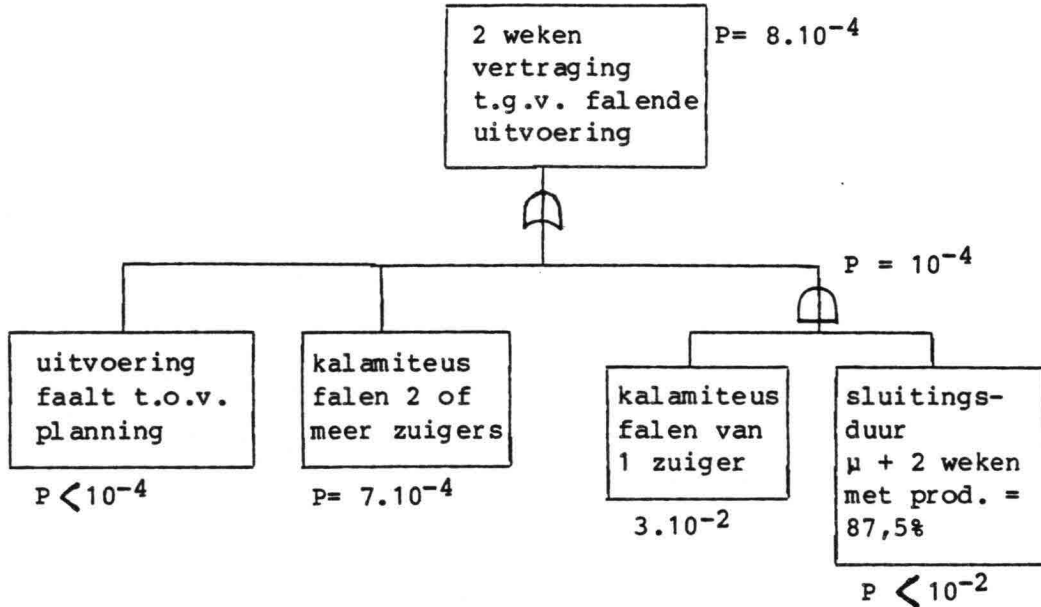 2 weken
vertraging
t.g.v. falende
uitvoering
P= 8.10⁻⁴
P = 10⁻⁴
uitvoering
faalt t.o.v.
planning
P <10⁻⁴
kalamiteus
falen 2 of
meer zuigers
P= 7.10⁻⁴
kalamiteus
falen van
1 zuiger
3.10⁻²
sluitings-
duur
µ + 2 weken
met prod. =
87,5%
P < 10⁻²